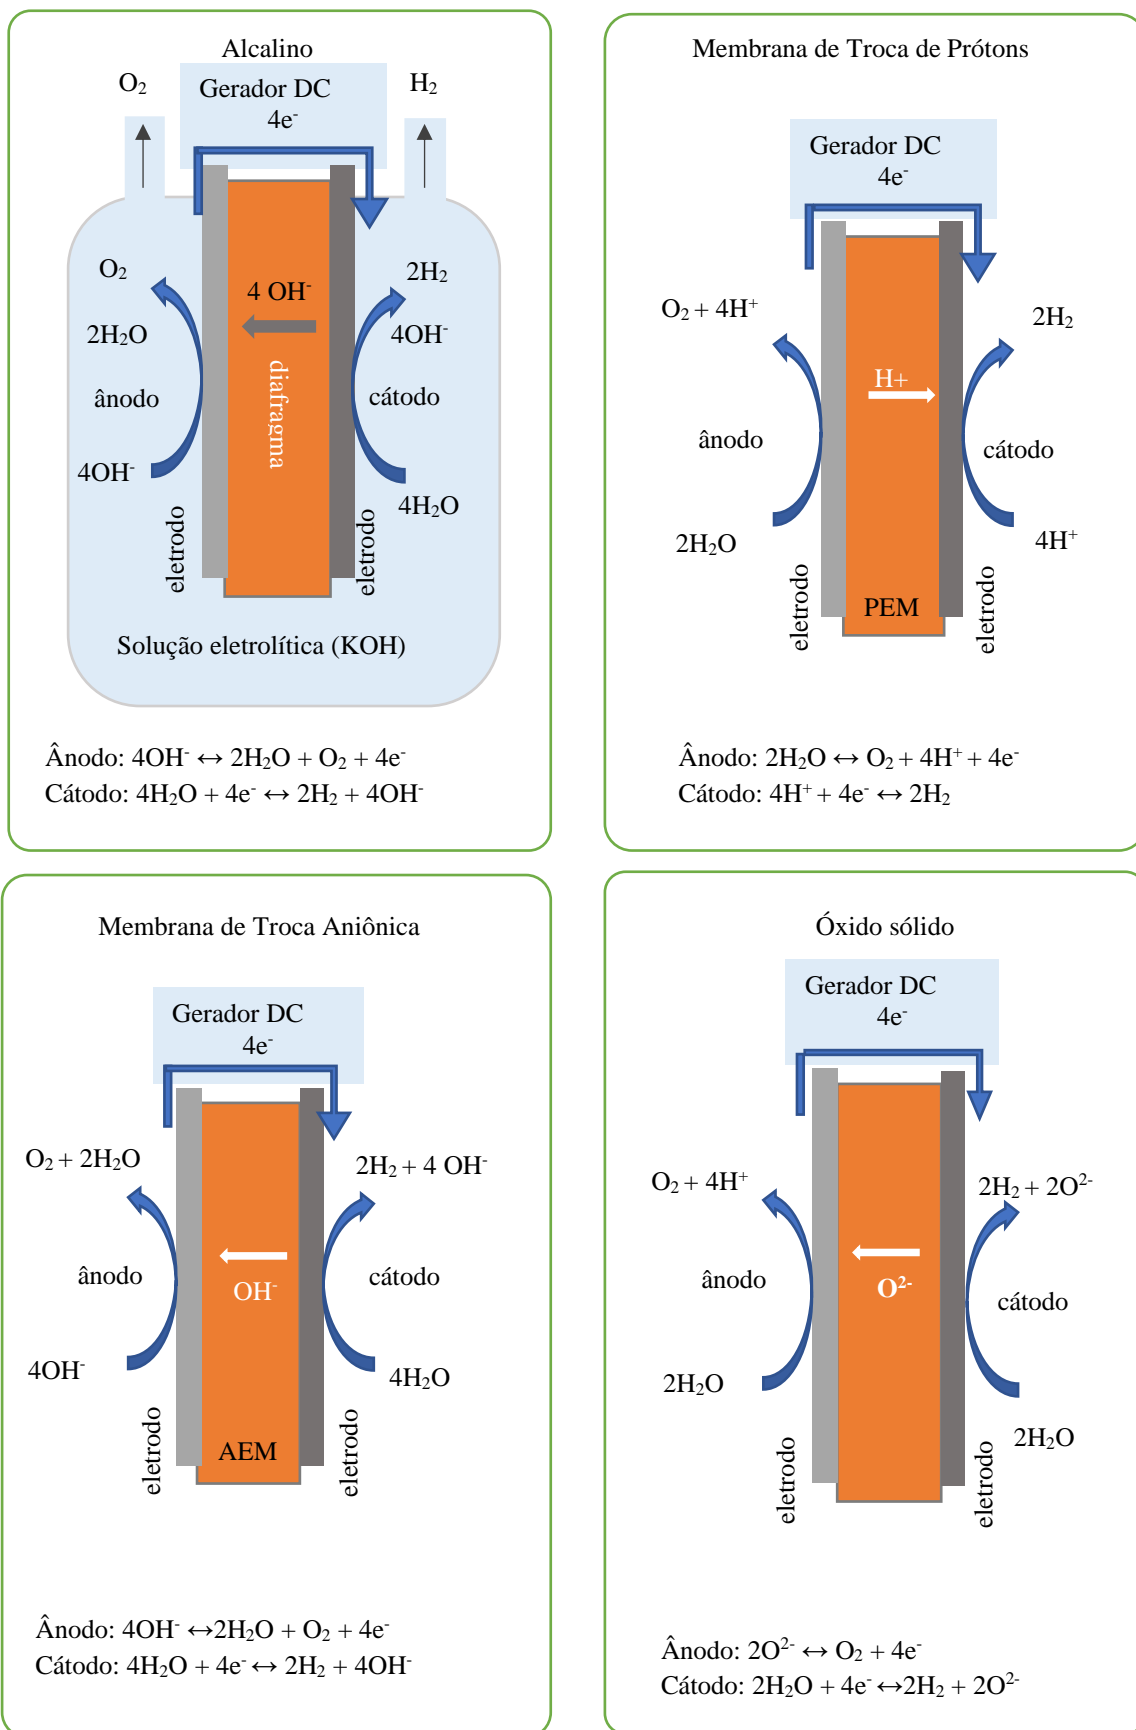 Alcalino
O₂
Gerador DC
4e⁻
H₂
O₂
2H₂O
ânodo
4OH⁻
eletrodo
4 OH⁻
diafragma
2H₂
4OH⁻
cátodo
4H₂O
eletrodo
Solução eletrolítica (KOH)
Ânodo: 4OH⁻ ↔ 2H₂O + O₂ + 4e⁻
Cátodo: 4H₂O + 4e⁻ ↔ 2H₂ + 4OH⁻
Membrana de Troca de Prótons
Gerador DC
4e⁻
O₂ + 4H⁺
ânodo
2H₂O
eletrodo
H+
PEM
2H₂
cátodo
4H⁺
eletrodo
Ânodo: 2H₂O ↔ O₂ + 4H⁺ + 4e⁻
Cátodo: 4H⁺ + 4e⁻ ↔ 2H₂
Membrana de Troca Aniônica
Gerador DC
4e⁻
O₂ + 2H₂O
ânodo
4OH⁻
eletrodo
OH⁻
AEM
2H₂ + 4 OH⁻
cátodo
4H₂O
eletrodo
Ânodo: 4OH⁻ ↔2H₂O + O₂ + 4e⁻
Cátodo: 4H₂O + 4e⁻ ↔ 2H₂ + 4OH⁻
Óxido sólido
Gerador DC
4e⁻
O₂ + 4H⁺
ânodo
2H₂O
eletrodo
O²⁻
2H₂ + 2O²⁻
cátodo
2H₂O
eletrodo
Ânodo: 2O²⁻ ↔ O₂ + 4e⁻
Cátodo: 2H₂O + 4e⁻ ↔2H₂ + 2O²⁻